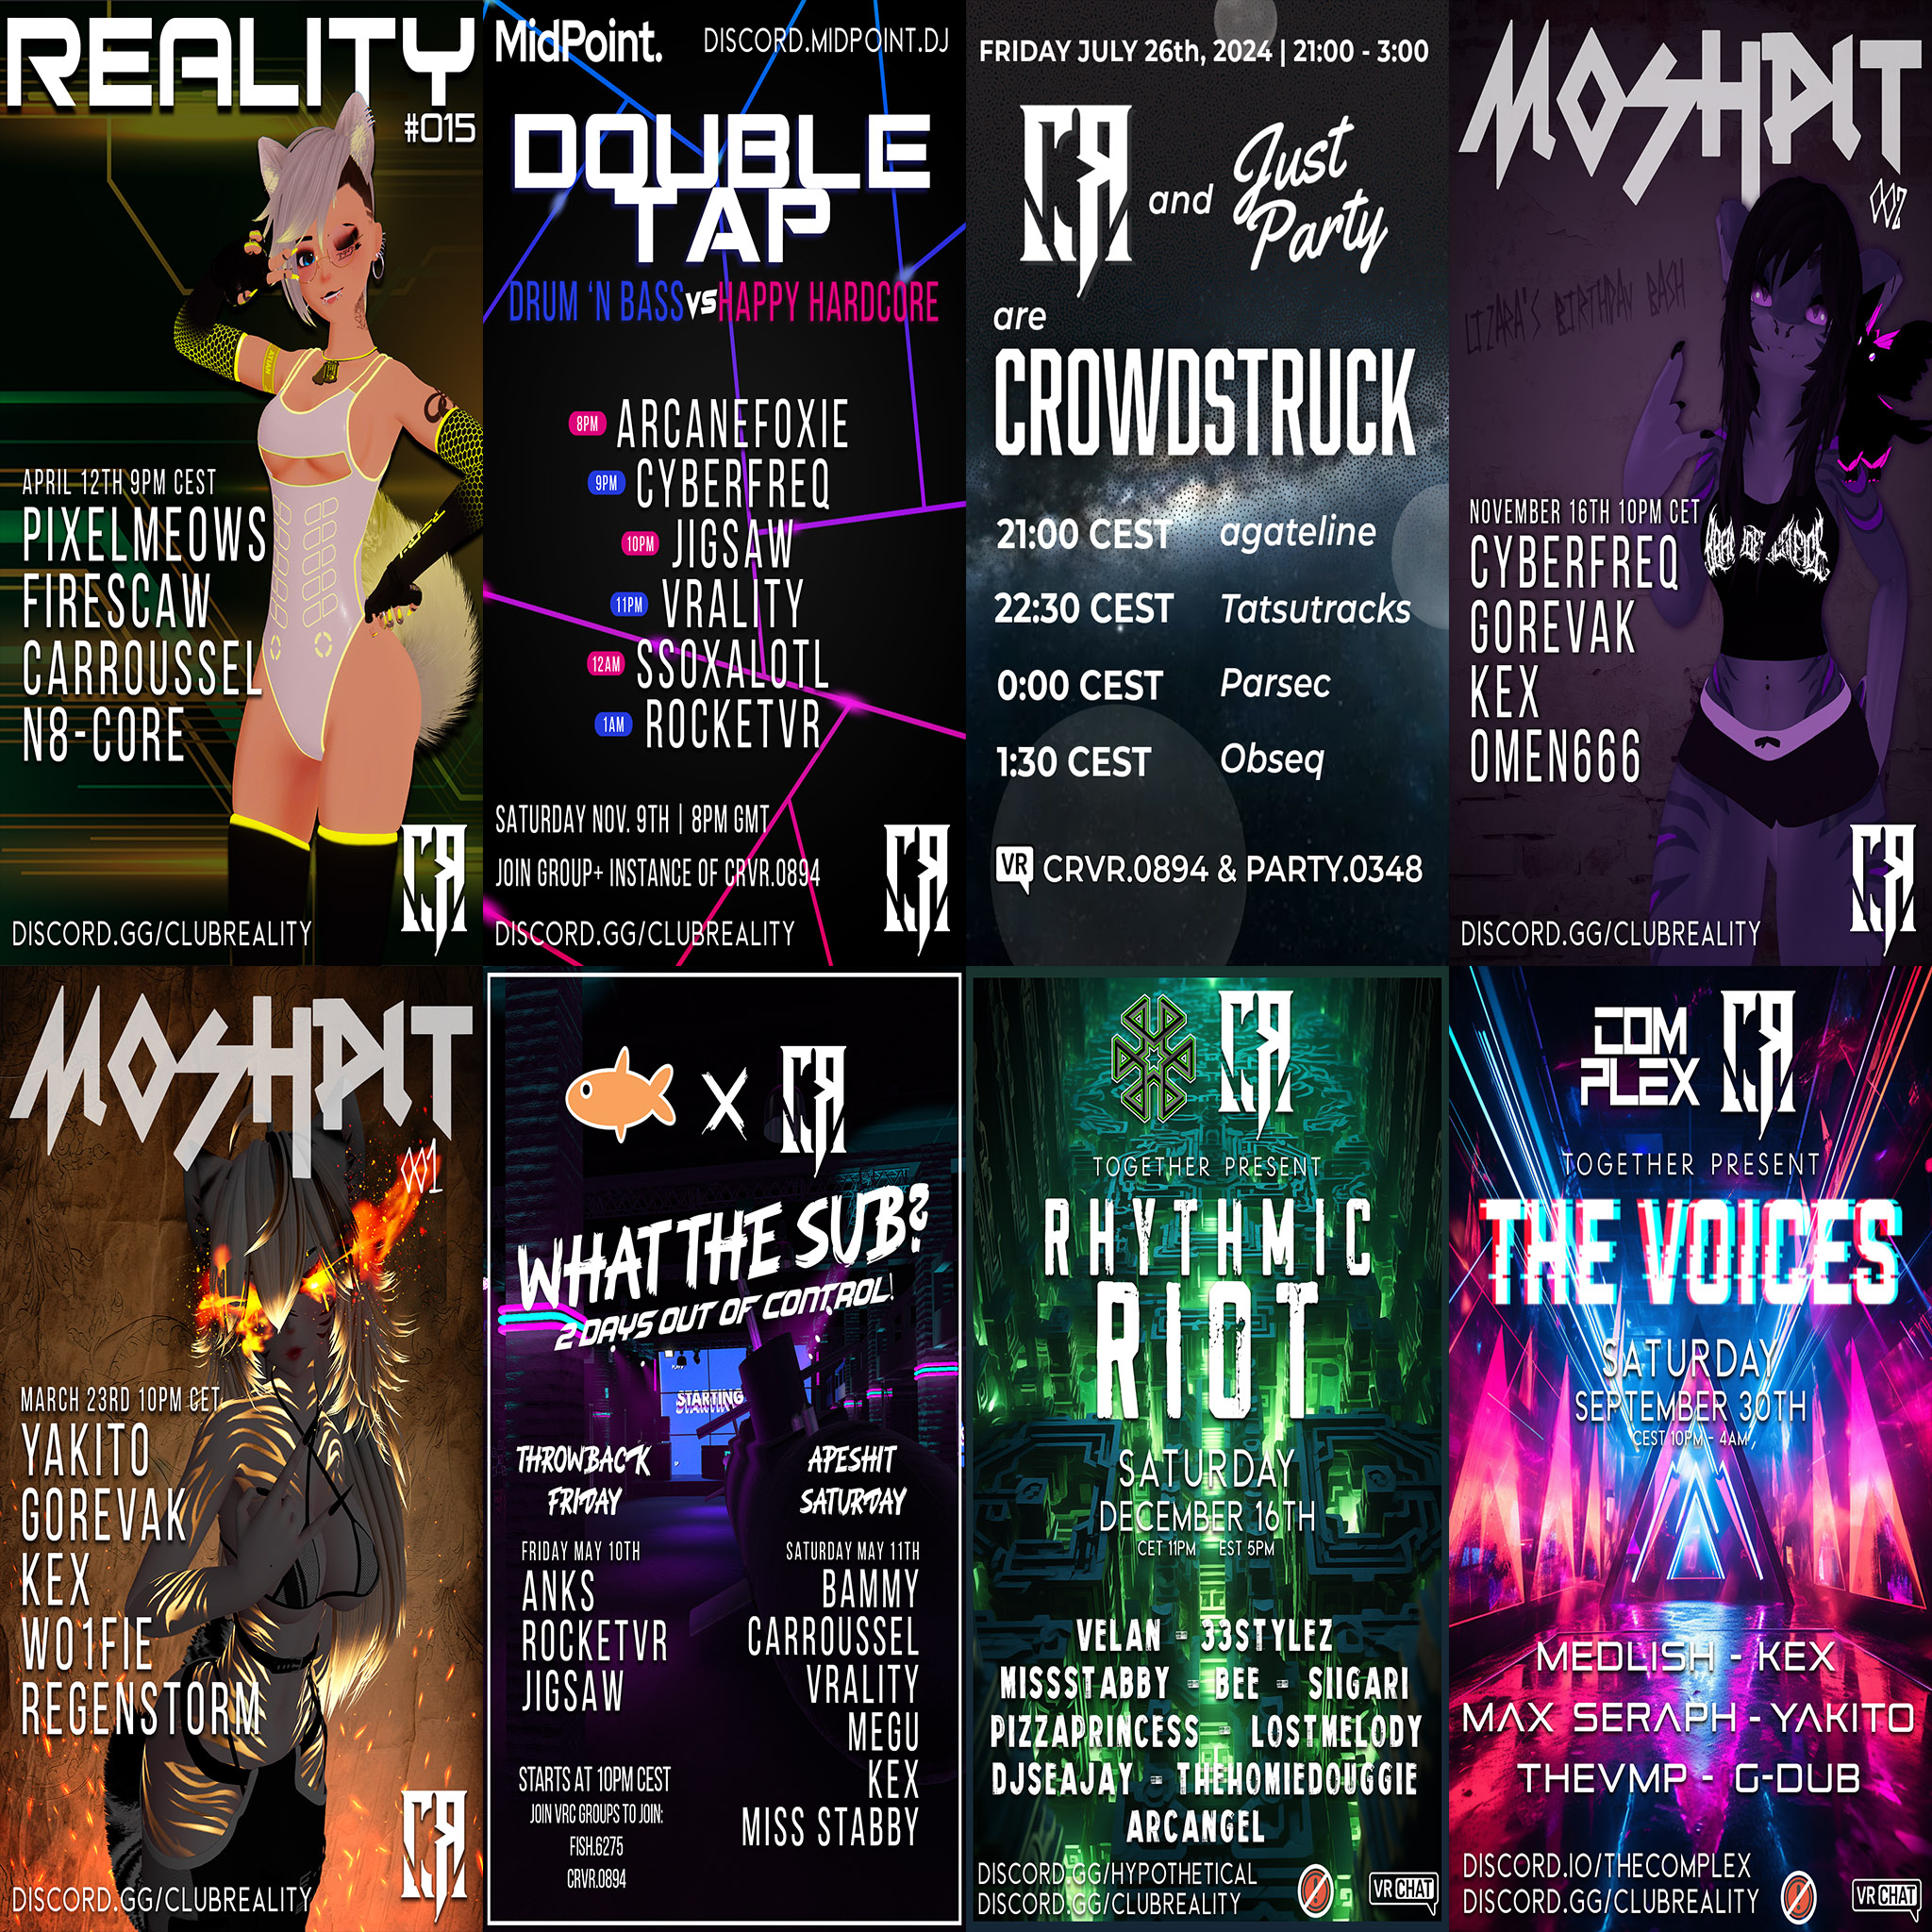 REALITY
#015
APRIL 12TH 9PM CEST
PIXELMEOWS
FIRESCAW
CARROUSSEL
N8-CORE
DISCORD.GG/CLUBREALITY
MidPoint.
DISCORD.MIDPOINT.DJ
DOUBLE
TAP
DRUM ‘N BASS VS HAPPY HARDCORE
8PM ARCANEFOXIE
9PM CYBERFREQ
10PM JIGSAW
11PM VRALITY
12AM SSOXALOTL
1AM ROCKETVR
SATURDAY NOV. 9TH | 8PM GMT
JOIN GROUP+ INSTANCE OF CRVR.0894
DISCORD.GG/CLUBREALITY
FRIDAY JULY 26th, 2024 | 21:00 - 3:00
and
Just
Party
are
CROWDSTRUCK
21:00 CEST agateline
22:30 CEST Tatsutracks
0:00 CEST Parsec
1:30 CEST Obseq
VR CRVR.0894 & PARTY.0348
MOSHPIT
002
LIZARA'S BIRTHDAY BASH
NOVEMBER 16TH 10PM CET
CYBERFREQ
GOREVAK
KEX
OMEN666
DISCORD.GG/CLUBREALITY
MOSHPIT
001
MARCH 23RD 10PM CET
YAKITO
GOREVAK
KEX
WO1FIE
REGENSTORM
DISCORD.GG/CLUBREALITY
X
WHAT THE SUB?
2 DAYS OUT OF CONTROL!
STARTING
THROWBACK
FRIDAY
FRIDAY MAY 10TH
ANKS
ROCKETVR
JIGSAW
STARTS AT 10PM CEST
JOIN VRC GROUPS TO JOIN:
FISH.6275
CRVR.0894
APESHIT
SATURDAY
SATURDAY MAY 11TH
BAMMY
CARROUSSEL
VRALITY
MEGU
KEX
MISS STABBY
TOGETHER PRESENT
RHYTHMIC
RIOT
SATURDAY
DECEMBER 16TH
CET 11PM EST 5PM
VELAN - 33STYLEZ
MISSSTABBY - BEE - SIIGARI
PIZZAPRINCESS - LOSTMELODY
DJSEAJAY - THEHOMIEDOUGGIE
ARCANGEL
DISCORD.GG/HYPOTHETICAL
DISCORD.GG/CLUBREALITY
VRCHAT
COM
PLEX
TOGETHER PRESENT
THE VOICES
SATURDAY
SEPTEMBER 30TH
CEST 10PM - 4AM
MEDLISH - KEX
MAX SERAPH - YAKITO
THEVMP - G-DUB
DISCORD.IO/THECOMPLEX
DISCORD.GG/CLUBREALITY
VRCHAT